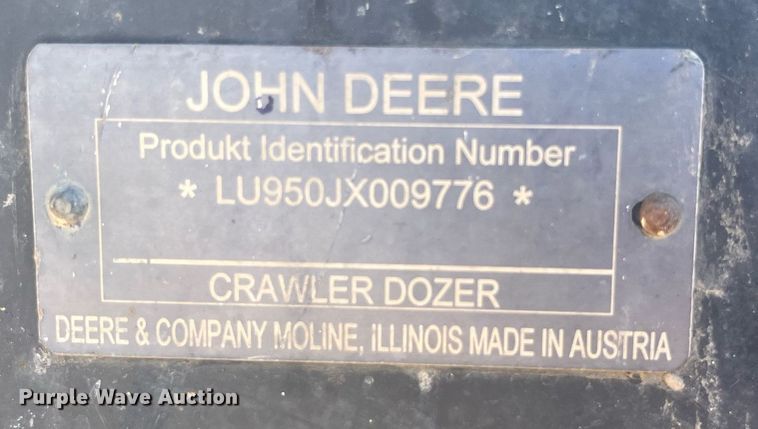 JOHN DEERE
Produkt Identification Number
* LU950JX009776 *
CRAWLER DOZER
DEERE & COMPANY MOLINE, ILLINOIS MADE IN AUSTRIA
Purple Wave Auction